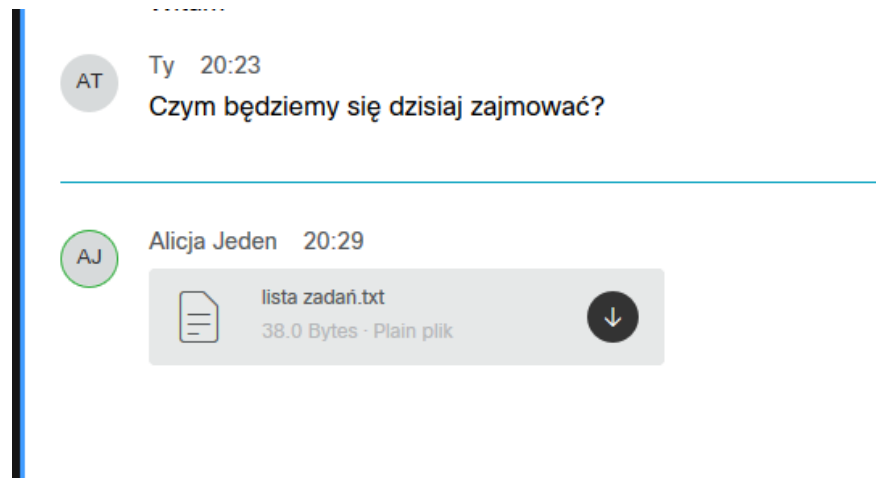 Ty 20:23
AT
Czym będziemy się dzisiaj zajmować?
Alicja Jeden 20:29
AJ
lista zadań.txt
38.0 Bytes · Plain plik